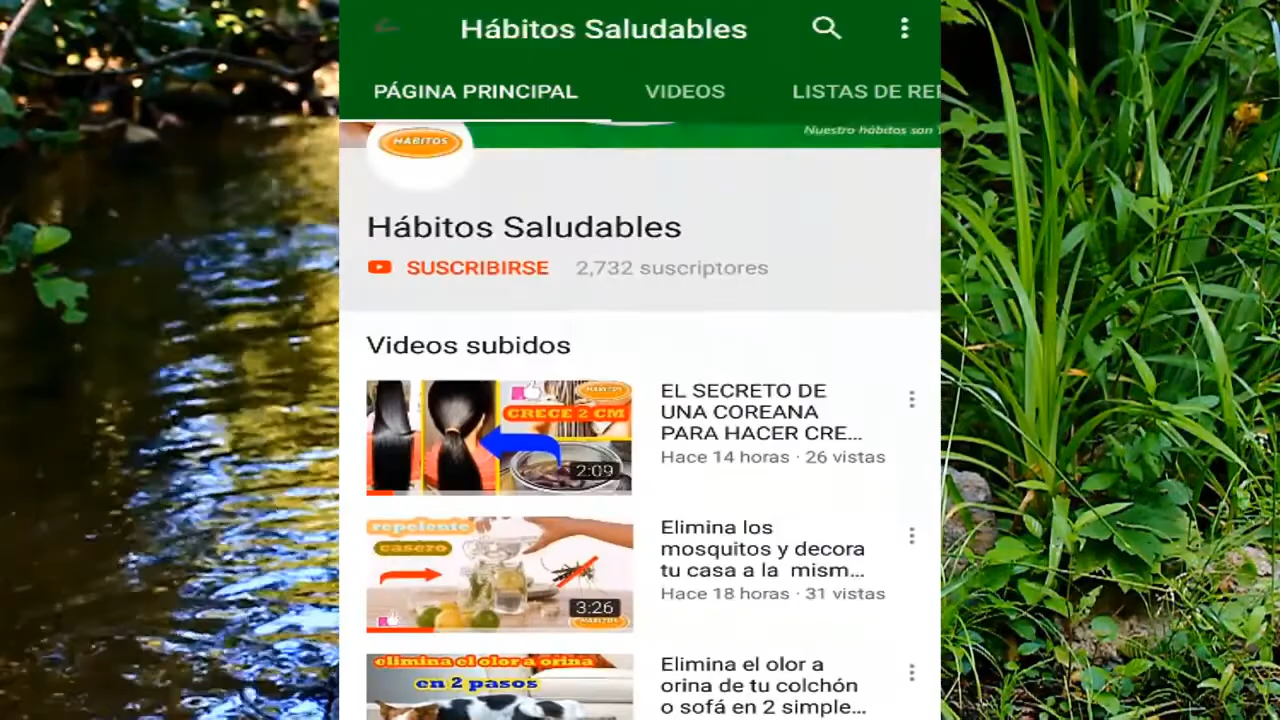 Hábitos Saludables
PÁGINA PRINCIPAL VIDEOS LISTAS DE RE
Nuestro hábitos son
HABITOS
Hábitos Saludables
SUSCRIBIRSE 2,732 suscriptores
Videos subidos
HABITOS
CRECE 2 CM
2:09
EL SECRETO DE
UNA COREANA
PARA HACER CRE...
Hace 14 horas · 26 vistas
repelente
casero
3:26
HABITOS
Elimina los
mosquitos y decora
tu casa a la mism...
Hace 18 horas · 31 vistas
elimina el olor a orina
en 2 pasos
Elimina el olor a
orina de tu colchón
o sofá en 2 simple...